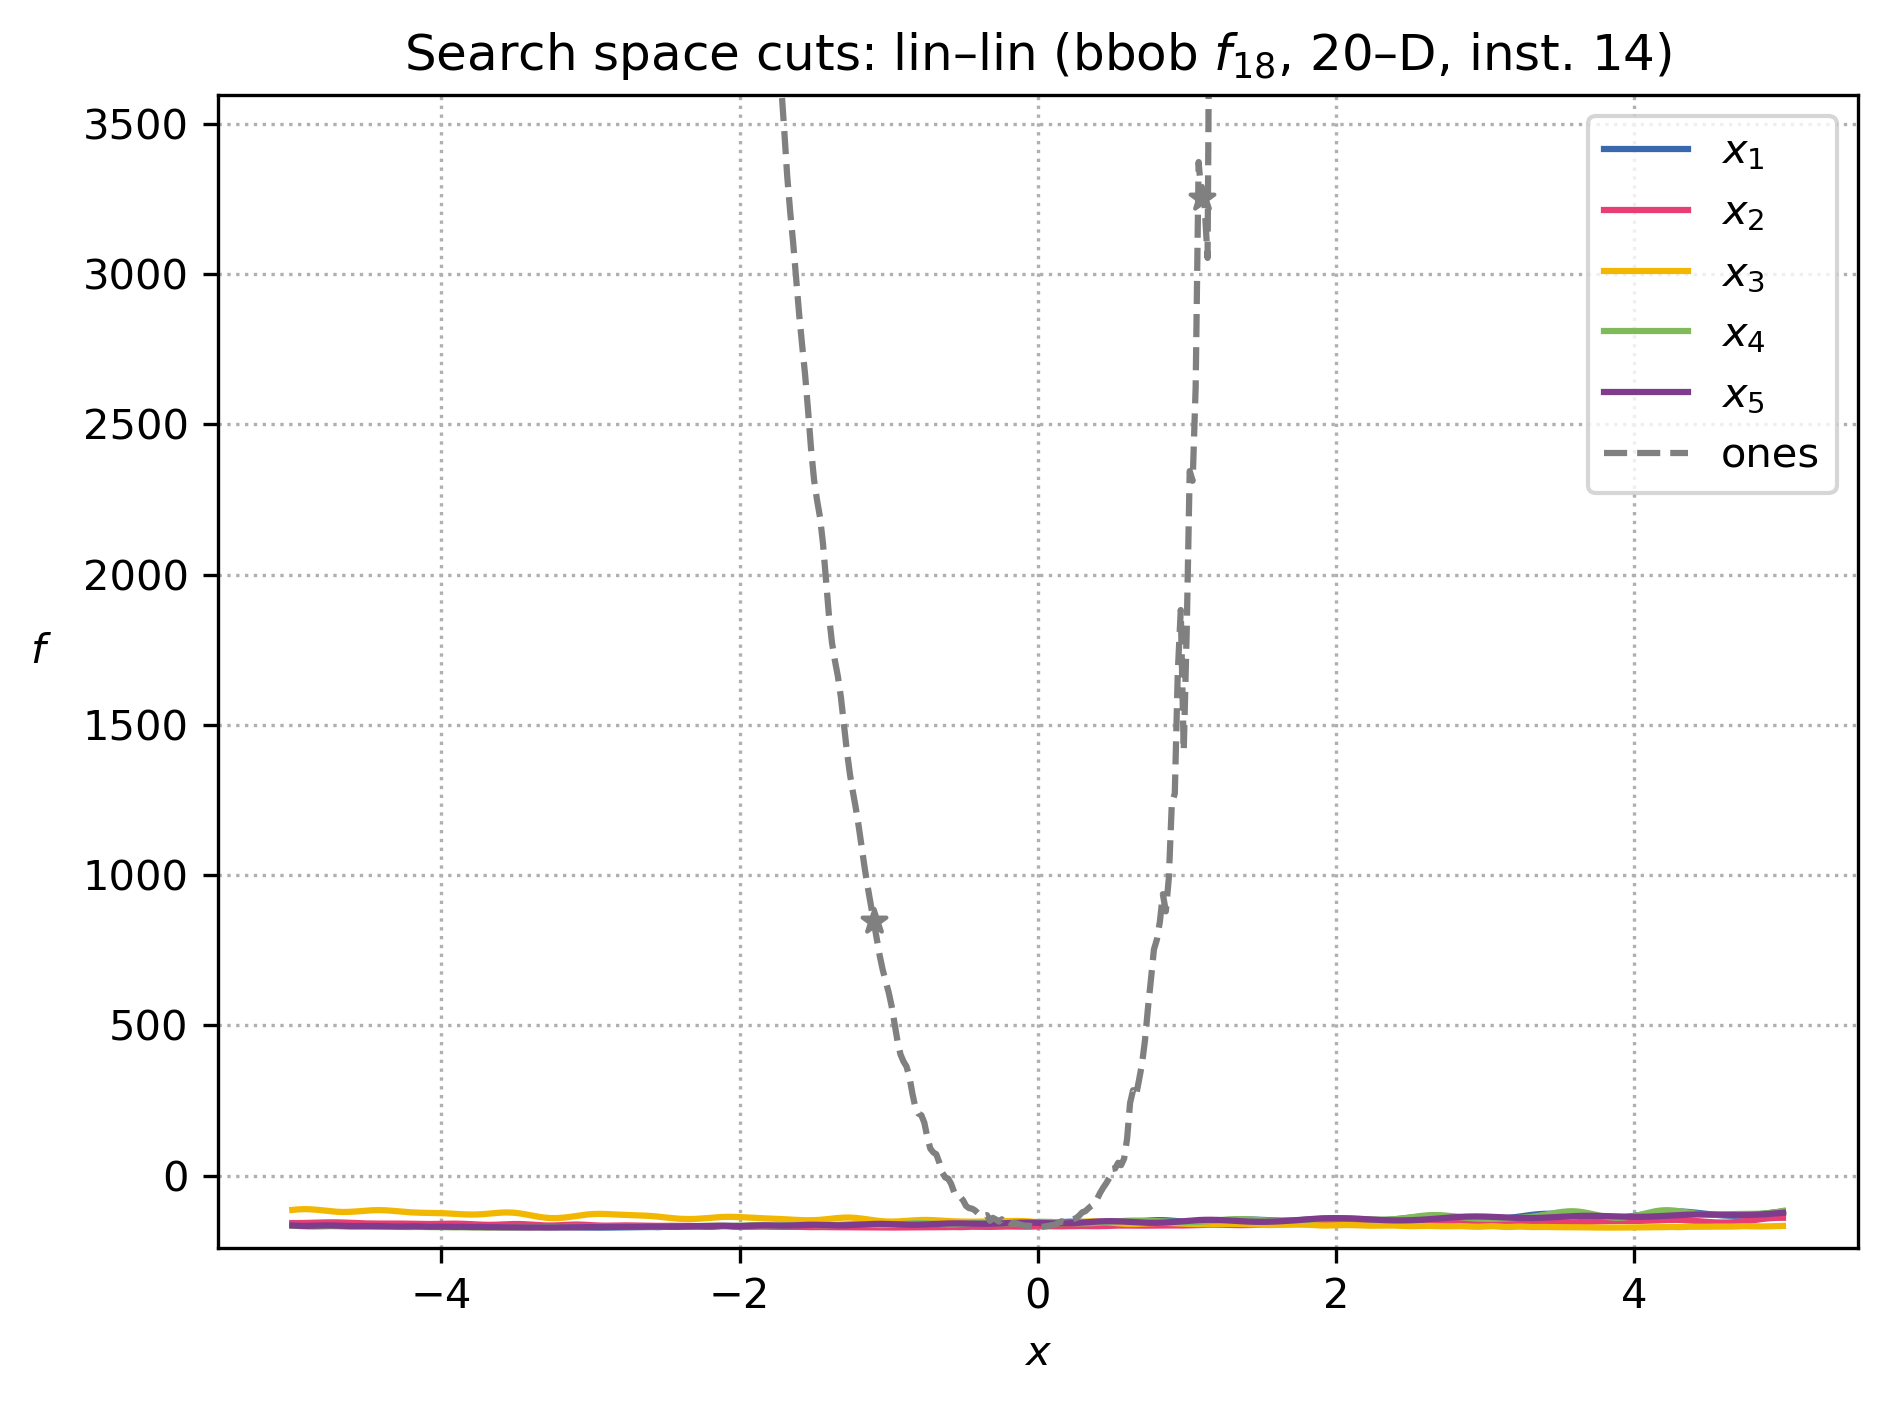 Search space cuts: lin–lin (bbob f₁₈, 20–D, inst. 14)
3500
3000
2500
2000
1500
1000
500
0
f
−4
−2
0
2
4
x
x₁
x₂
x₃
x₄
x₅
ones